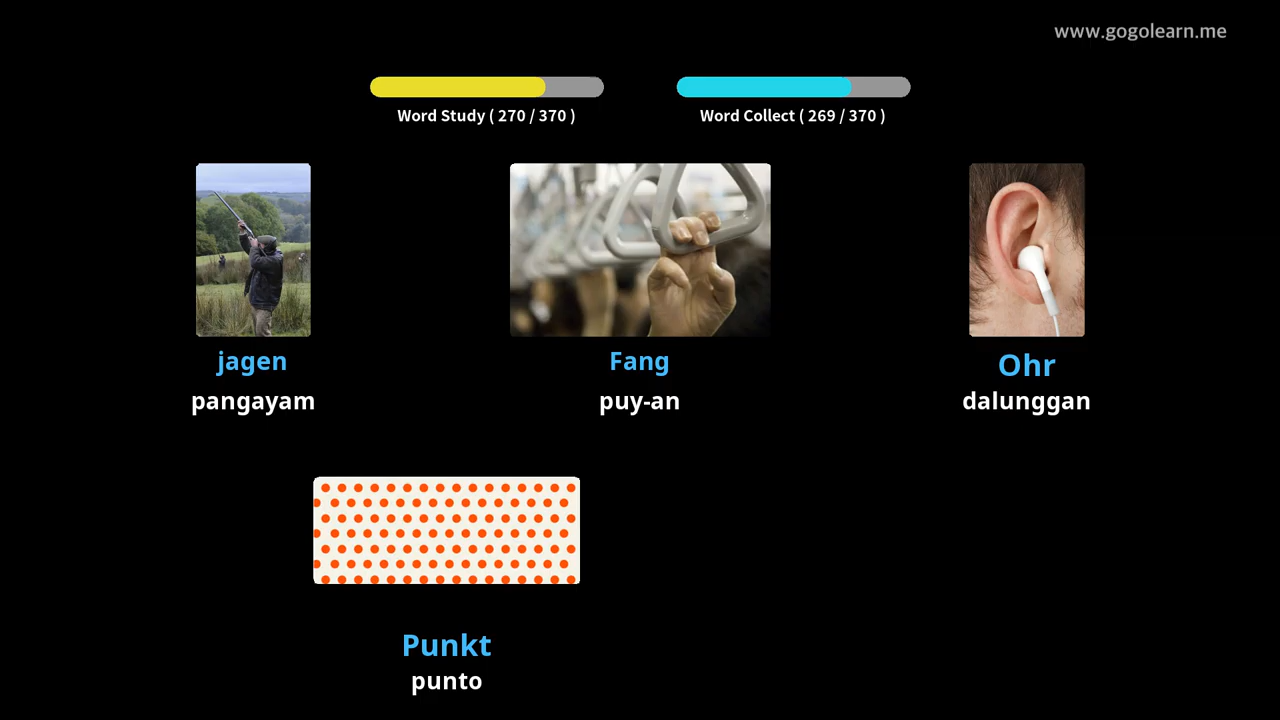 www.gogolearn.me
Word Study ( 270 / 370 )
Word Collect ( 269 / 370 )
jagen
pangayam
Fang
puy-an
Ohr
dalunggan
Punkt
punto